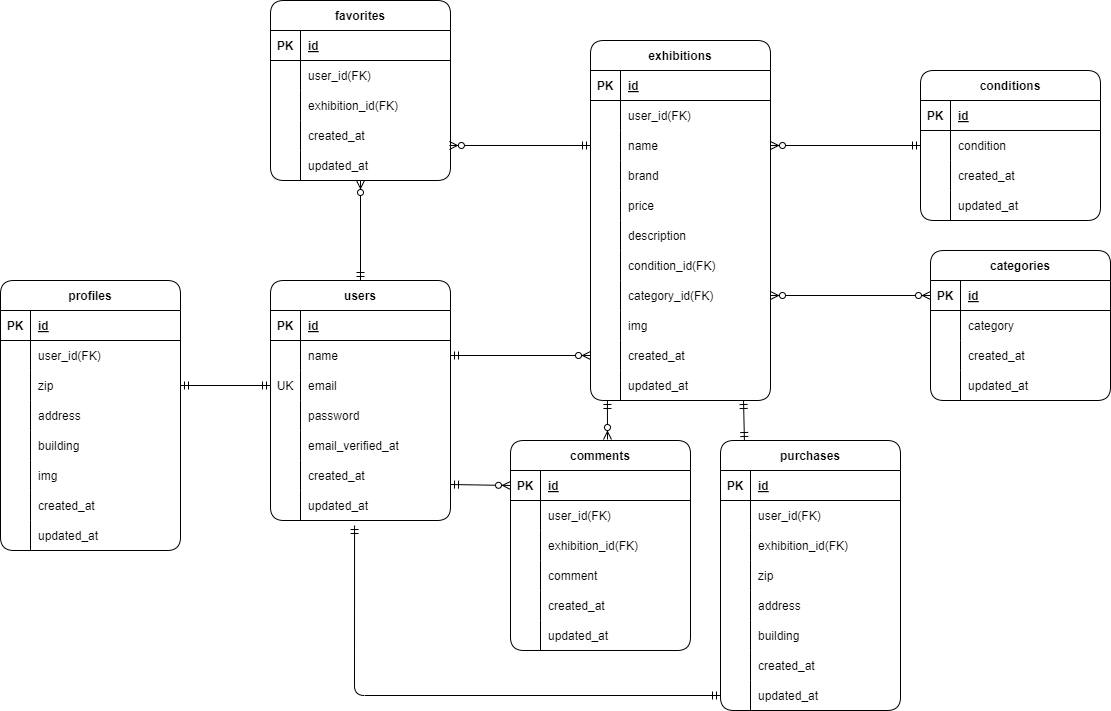 favorites
PK id
user_id(FK)
exhibition_id(FK)
created_at
updated_at
exhibitions
PK id
user_id(FK)
name
brand
price
description
condition_id(FK)
category_id(FK)
img
created_at
updated_at
conditions
PK id
condition
created_at
updated_at
categories
PK id
category
created_at
updated_at
profiles
PK id
user_id(FK)
zip
address
building
img
created_at
updated_at
users
PK id
name
UK email
password
email_verified_at
created_at
updated_at
comments
PK id
user_id(FK)
exhibition_id(FK)
comment
created_at
updated_at
purchases
PK id
user_id(FK)
exhibition_id(FK)
zip
address
building
created_at
updated_at